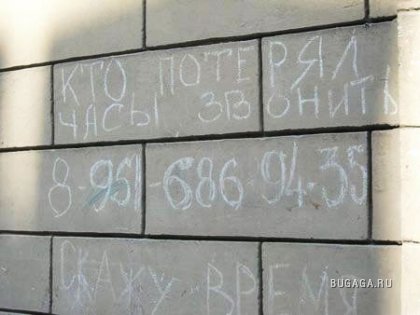 КТО ПОТЕРЯЛ
ЧАСЫ, ЗВОНИТЬ
8-961-686-94-35
СКАЖУ ВРЕМЯ
BUGAGA.RU